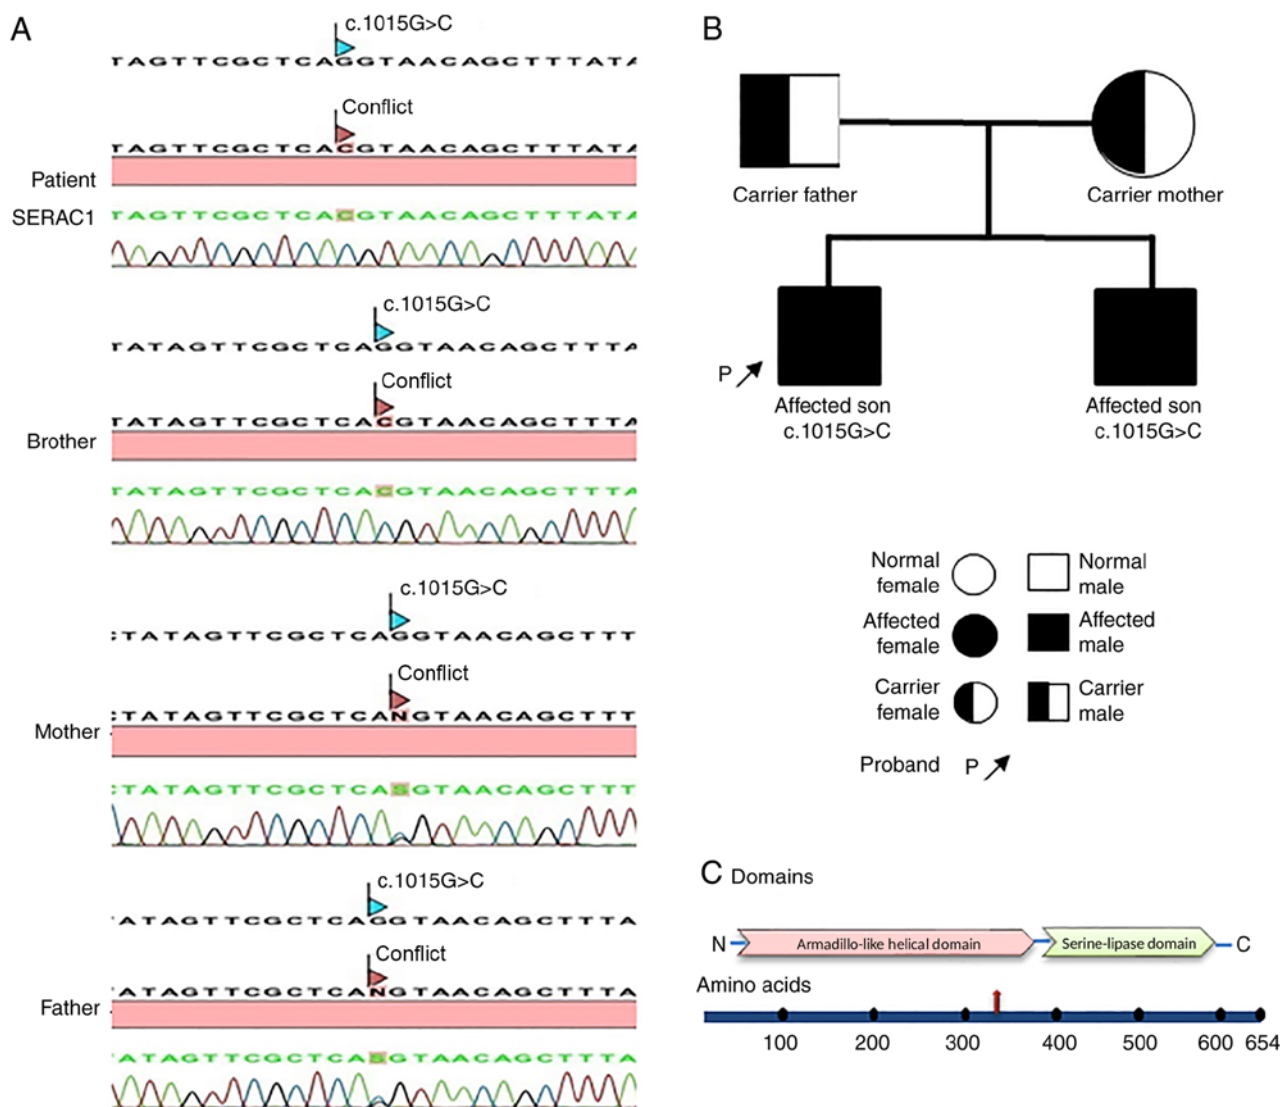 A
c.1015G>C
TAGTTCGCTCAGGTAACAGCTTTATA
Conflict
TAGTTCGCTCACGTAACAGCTTTATA
Patient
SERAC1
TAGTTCGCTCACGTAACAGCTTTATA
c.1015G>C
TATAGTTCGCTCAGGTAACAGCTTTA
Conflict
TATAGTTCGCTCACGTAACAGCTTTA
Brother
TATAGTTCGCTCACGTAACAGCTTTA
c.1015G>C
CTATAGTTCGCTCAGGTAACAGCTTT
Conflict
CTATAGTTCGCTCANGTAACAGCTTT
Mother
CTATAGTTCGCTCASGTAACAGCTTT
c.1015G>C
ATAGTTCGCTCAGGTAACAGCTTTA
Conflict
ATAGTTCGCTCANGTAACAGCTTTA
Father
ATAGTTCGCTCASGTAACAGCTTTA
B
Carrier father
Carrier mother
P
Affected son
c.1015G>C
Affected son
c.1015G>C
Normal
female
Normal
male
Affected
female
Affected
male
Carrier
female
Carrier
male
Proband P
C Domains
N Armadillo-like helical domain Serine-lipase domain C
Amino acids
100 200 300 400 500 600 654